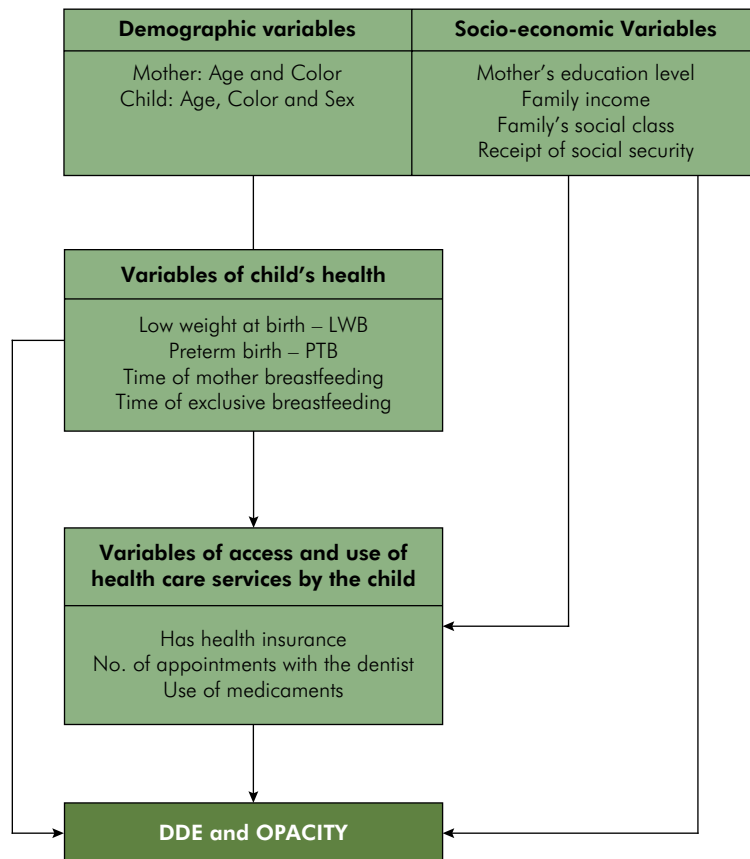 Demographic variables
Mother: Age and Color
Child: Age, Color and Sex
Socio-economic Variables
Mother’s education level
Family income
Family’s social class
Receipt of social security
Variables of child’s health
Low weight at birth – LWB
Preterm birth – PTB
Time of mother breastfeeding
Time of exclusive breastfeeding
Variables of access and use of
health care services by the child
Has health insurance
No. of appointments with the dentist
Use of medicaments
DDE and OPACITY